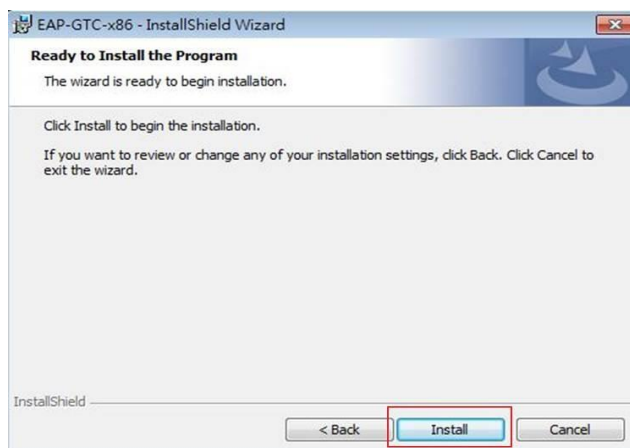 EAP-GTC-x86 - InstallShield Wizard
Ready to Install the Program
The wizard is ready to begin installation.
Click Install to begin the installation.
If you want to review or change any of your installation settings, click Back. Click Cancel to
exit the wizard.
InstallShield
< Back Install Cancel